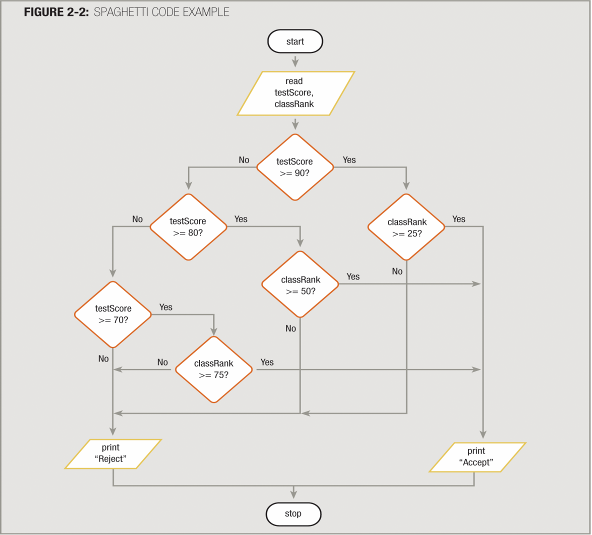 FIGURE 2-2: SPAGHETTI CODE EXAMPLE
start
read
testScore,
classRank
testScore
>= 90?
No
Yes
testScore
>= 80?
No
Yes
classRank
>= 25?
Yes
No
classRank
>= 50?
Yes
No
testScore
>= 70?
Yes
No
classRank
>= 75?
No
Yes
print
“Reject”
print
“Accept”
stop